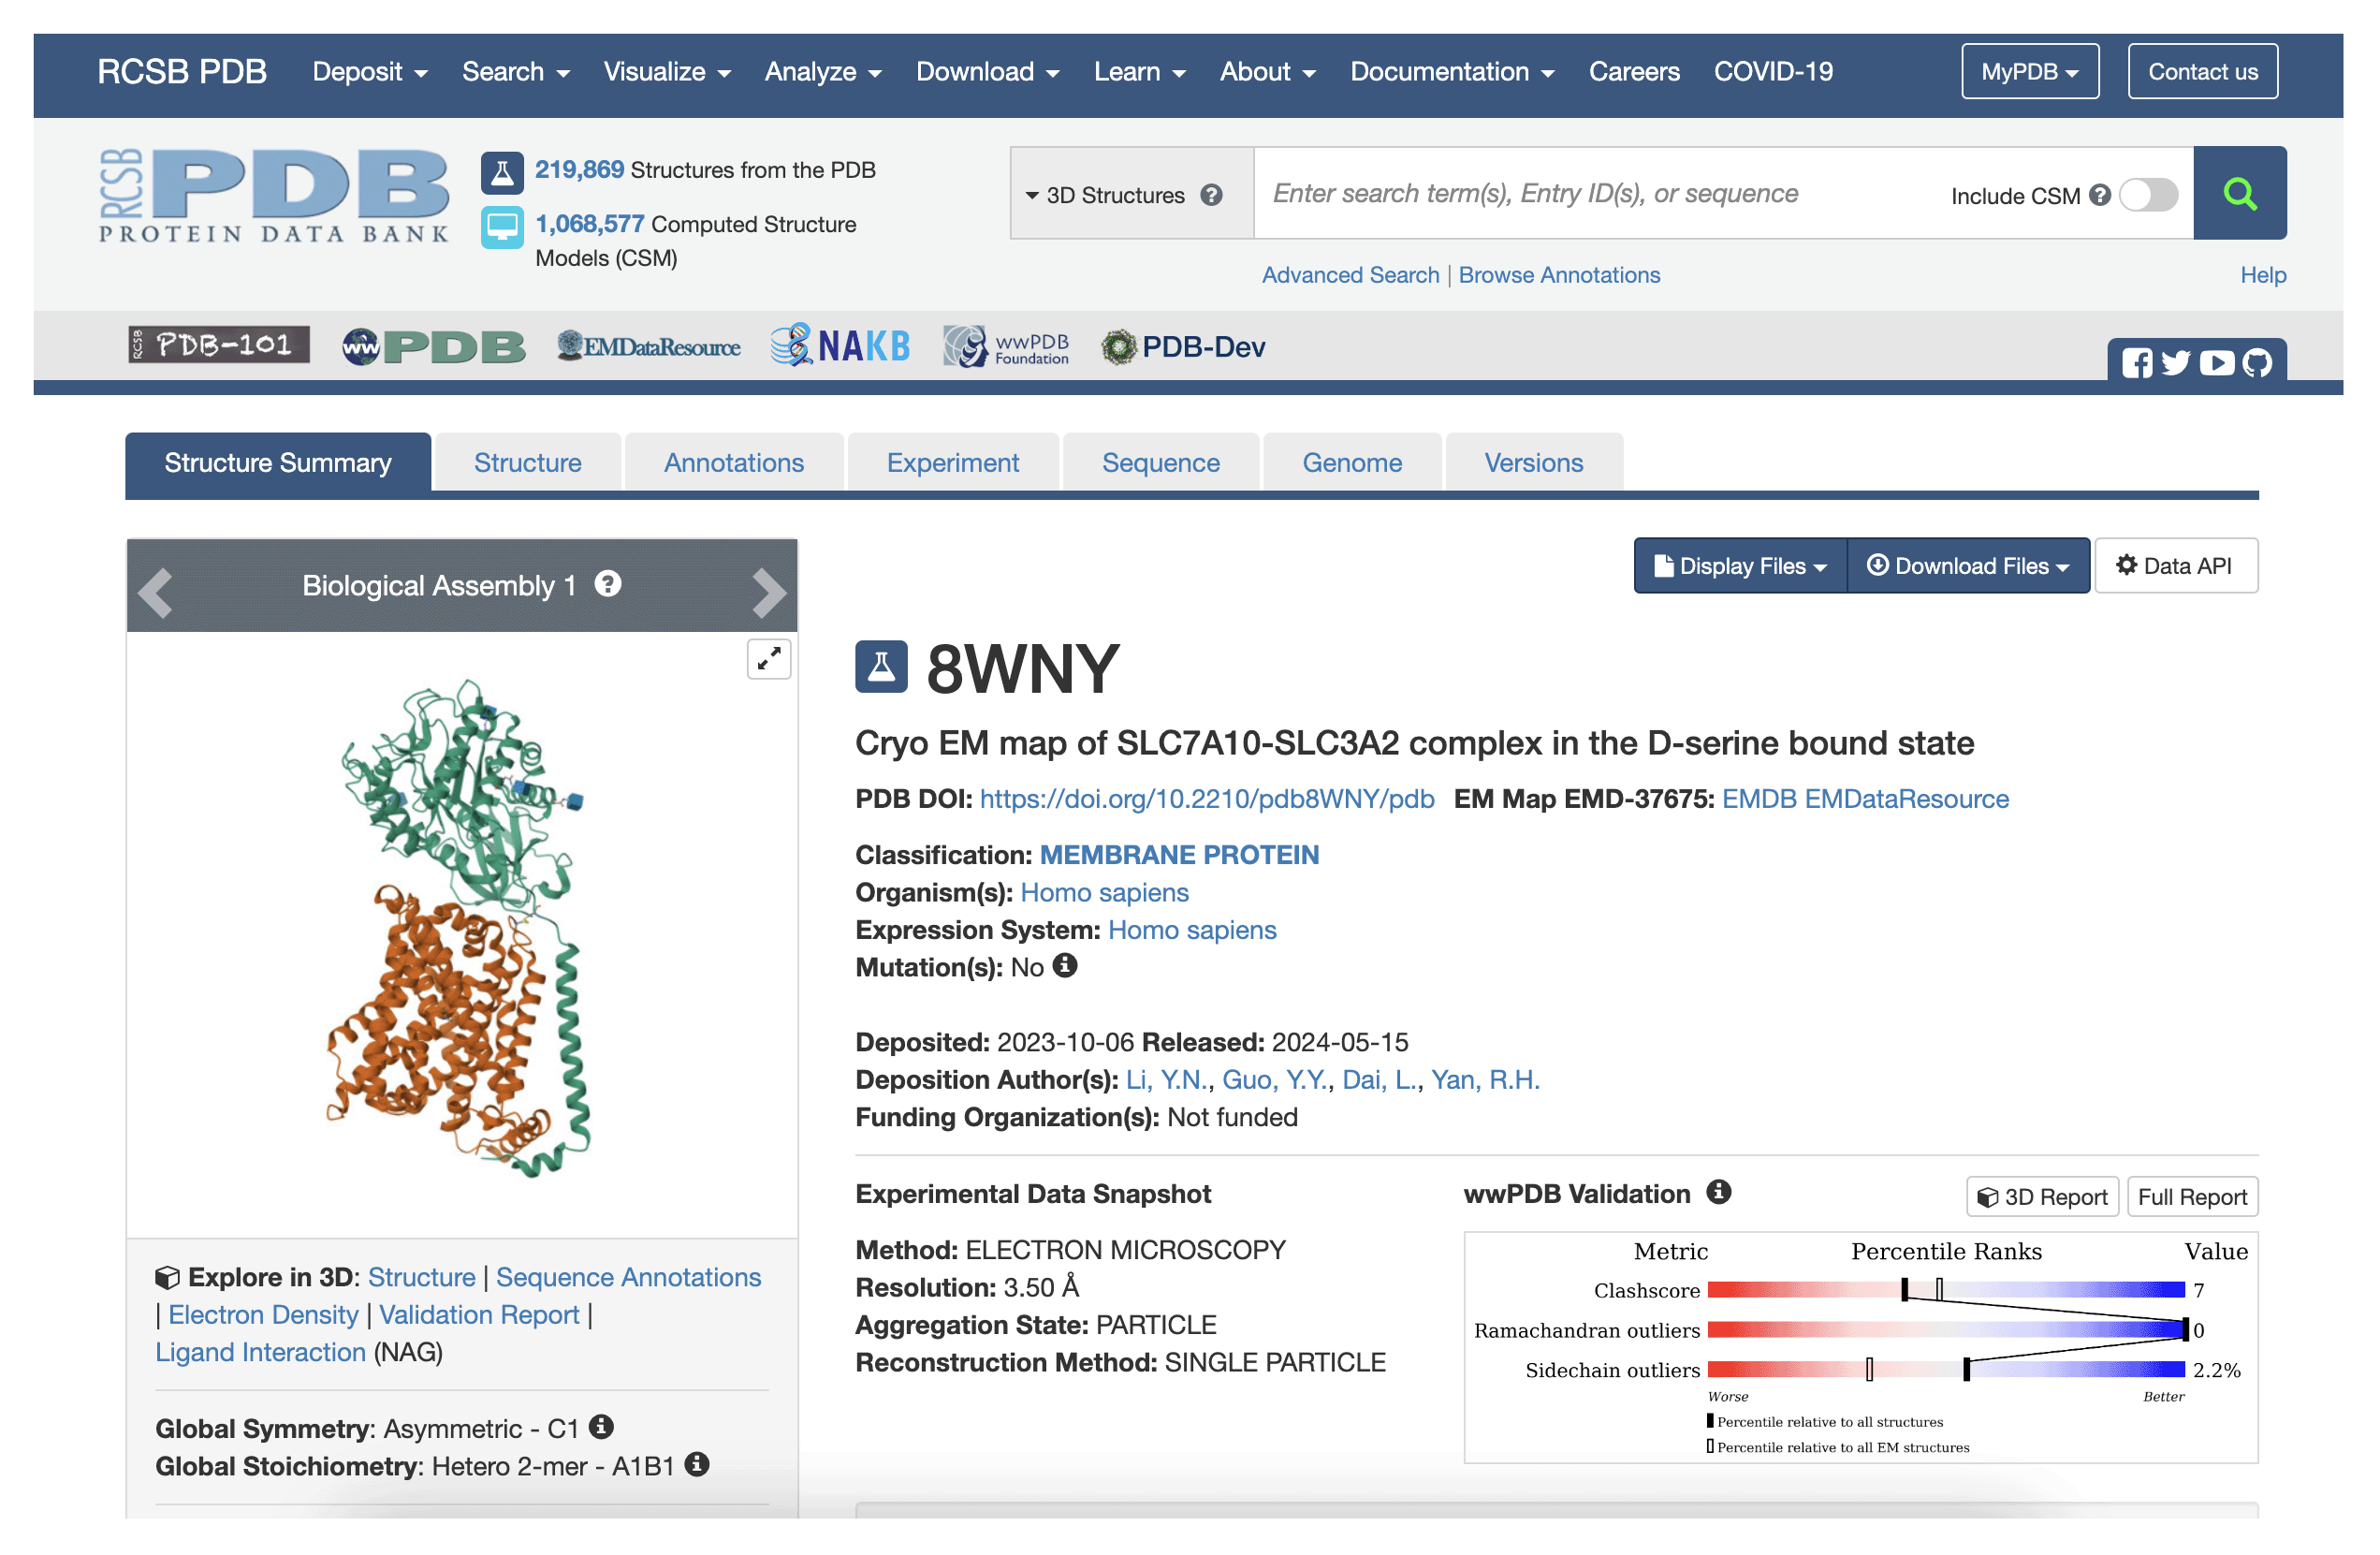 RCSB PDB Deposit Search Visualize Analyze Download Learn About Documentation Careers COVID-19 MyPDB Contact us
RCSB PDB
PROTEIN DATA BANK
219,869 Structures from the PDB
1,068,577 Computed Structure
Models (CSM)
3D Structures ? Enter search term(s), Entry ID(s), or sequence Include CSM ?
Advanced Search | Browse Annotations Help
RCSB PDB-101 wwPDB EMDataResource NAKB wwPDB Foundation PDB-Dev
Structure Summary Structure Annotations Experiment Sequence Genome Versions
Biological Assembly 1 ?
Display Files Download Files Data API
8WNY
Cryo EM map of SLC7A10-SLC3A2 complex in the D-serine bound state
PDB DOI: https://doi.org/10.2210/pdb8WNY/pdb EM Map EMD-37675: EMDB EMDataResource
Classification: MEMBRANE PROTEIN
Organism(s): Homo sapiens
Expression System: Homo sapiens
Mutation(s): No i
Deposited: 2023-10-06 Released: 2024-05-15
Deposition Author(s): Li, Y.N., Guo, Y.Y., Dai, L., Yan, R.H.
Funding Organization(s): Not funded
Explore in 3D: Structure | Sequence Annotations
| Electron Density | Validation Report |
Ligand Interaction (NAG)
Global Symmetry: Asymmetric - C1 i
Global Stoichiometry: Hetero 2-mer - A1B1 i
Experimental Data Snapshot
Method: ELECTRON MICROSCOPY
Resolution: 3.50 Å
Aggregation State: PARTICLE
Reconstruction Method: SINGLE PARTICLE
wwPDB Validation i 3D Report Full Report
Metric Percentile Ranks Value
Clashscore 7
Ramachandran outliers 0
Sidechain outliers 2.2%
Worse Better
Percentile relative to all structures
Percentile relative to all EM structures